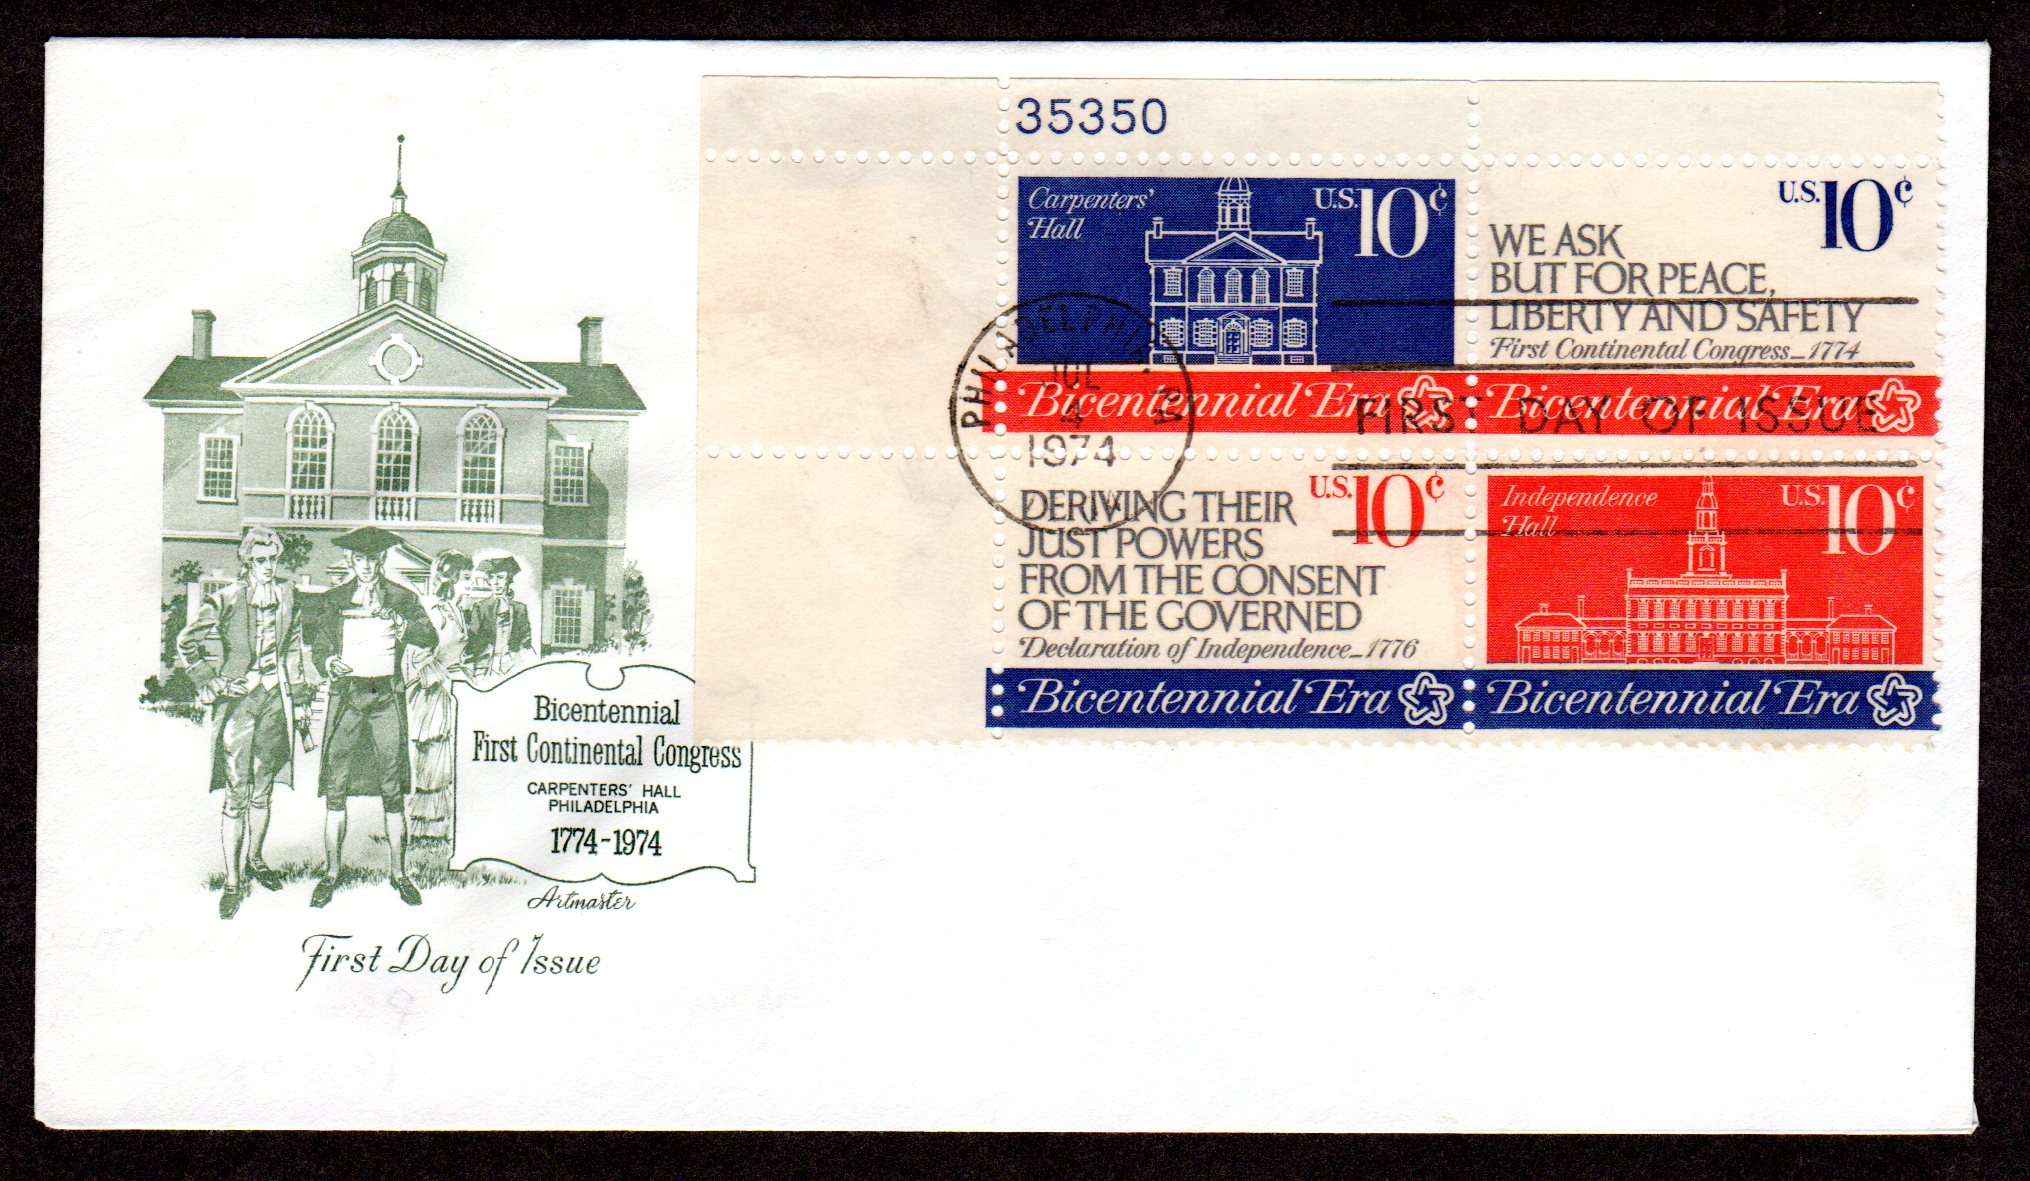 35350
Carpenters'
Hall
U.S. 10¢
U.S. 10¢
WE ASK
BUT FOR PEACE,
LIBERTY AND SAFETY
First Continental Congress_1774
Bicentennial Era
Bicentennial Era
PHILADELPHIA, PA
JUL
4
1974
FIRST DAY OF ISSUE
DERIVING THEIR
JUST POWERS
FROM THE CONSENT
OF THE GOVERNED
Declaration of Independence_1776
U.S. 10¢
Independence
Hall
U.S. 10¢
Bicentennial Era
Bicentennial Era
Bicentennial
First Continental Congress
CARPENTERS' HALL
PHILADELPHIA
1774-1974
Artmaster
First Day of Issue